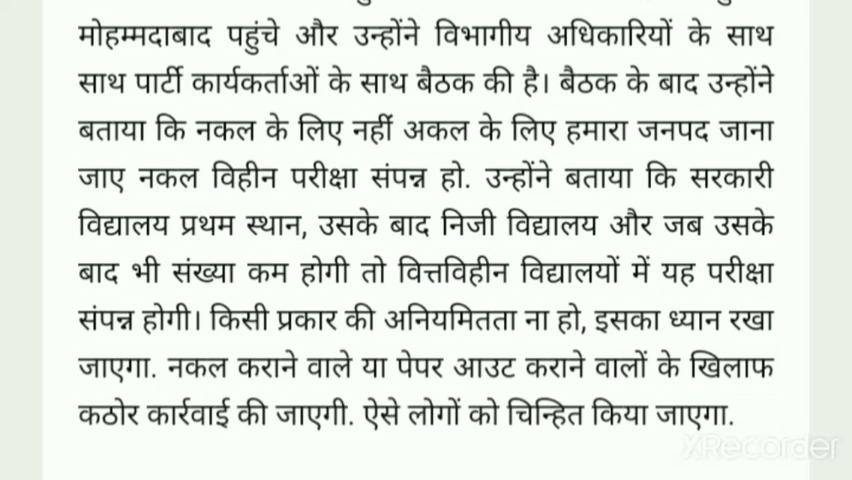 मोहम्मदाबाद पहुंचे और उन्होंने विभागीय अधिकारियों के साथ
साथ पार्टी कार्यकर्ताओं के साथ बैठक की है। बैठक के बाद उन्होंने
बताया कि नकल के लिए नहीं अकल के लिए हमारा जनपद जाना
जाए नकल विहीन परीक्षा संपन्न हो. उन्होंने बताया कि सरकारी
विद्यालय प्रथम स्थान, उसके बाद निजी विद्यालय और जब उसके
बाद भी संख्या कम होगी तो वित्तविहीन विद्यालयों में यह परीक्षा
संपन्न होगी। किसी प्रकार की अनियमितता ना हो, इसका ध्यान रखा
जाएगा. नकल कराने वाले या पेपर आउट कराने वालों के खिलाफ
कठोर कार्रवाई की जाएगी. ऐसे लोगों को चिन्हित किया जाएगा.
XRecorder